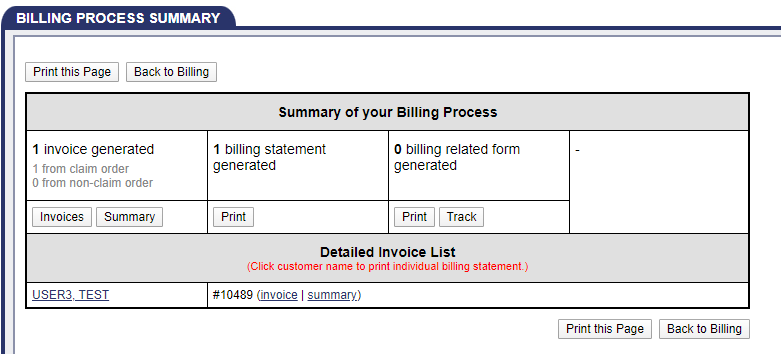 BILLING PROCESS SUMMARY
Print this Page Back to Billing
Summary of your Billing Process
1 invoice generated
1 from claim order
0 from non-claim order
1 billing statement
generated
0 billing related form
generated
-
Invoices Summary
Print
Print Track
Detailed Invoice List
(Click customer name to print individual billing statement.)
USER3, TEST #10489 (invoice | summary)
Print this Page Back to Billing